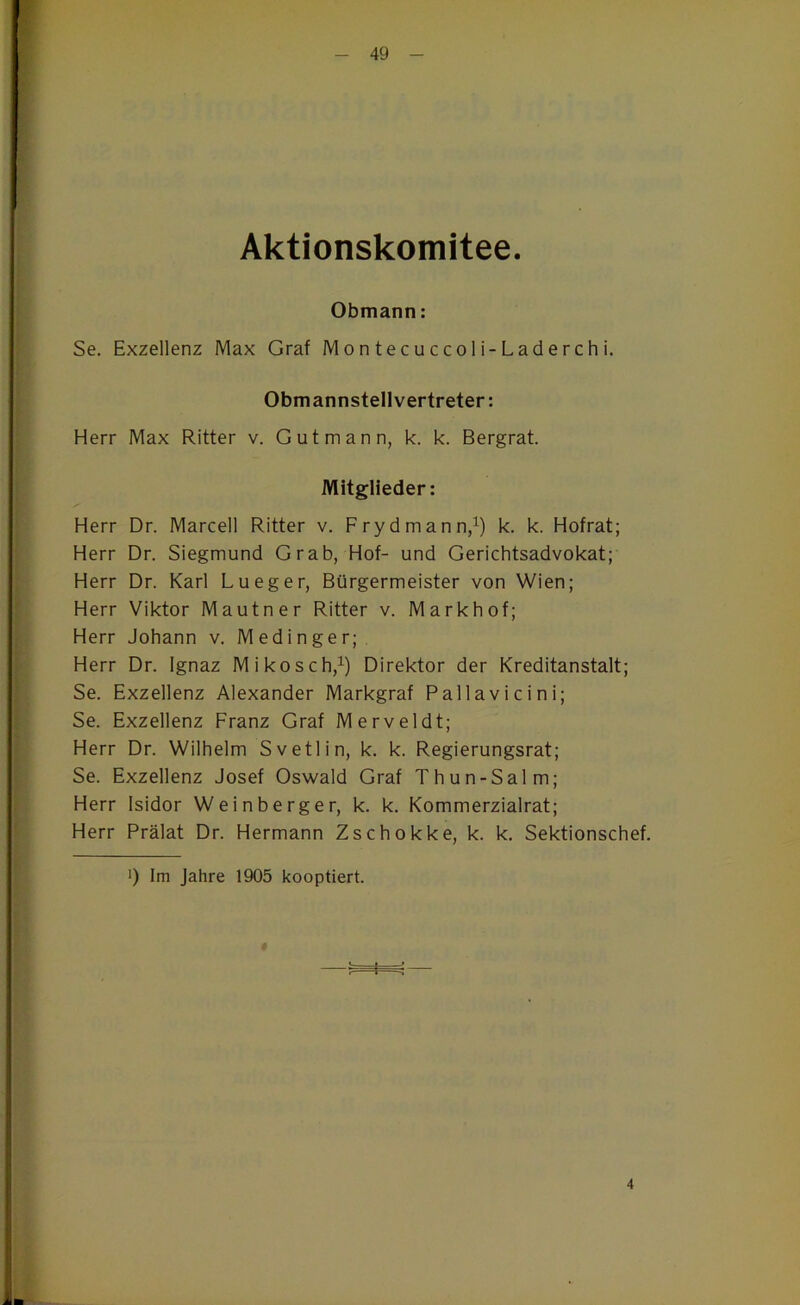 — 49 —
Aktionskomitee.
Obmann:
Se. Exzellenz Max Graf Montecuccoli-Laderchi.
Obmannstellvertreter:
Herr Max Ritter v. Gutmann, k. k. Bergrat.
Mitglieder:
Herr Dr. Marcell Ritter v. Frydmann,¹) k. k. Hofrat;
Herr Dr. Siegmund Grab, Hof- und Gerichtsadvokat;
Herr Dr. Karl Lueger, Bürgermeister von Wien;
Herr Viktor Mautner Ritter v. Markhof;
Herr Johann v. Medinger;
Herr Dr. Ignaz Mikosch,¹) Direktor der Kreditanstalt;
Se. Exzellenz Alexander Markgraf Pallavicini;
Se. Exzellenz Franz Graf Merveldt;
Herr Dr. Wilhelm Svetlin, k. k. Regierungsrat;
Se. Exzellenz Josef Oswald Graf Thun-Salm;
Herr Isidor Weinberger, k. k. Kommerzialrat;
Herr Prälat Dr. Hermann Zschokke, k. k. Sektionschef.
¹) Im Jahre 1905 kooptiert.
4